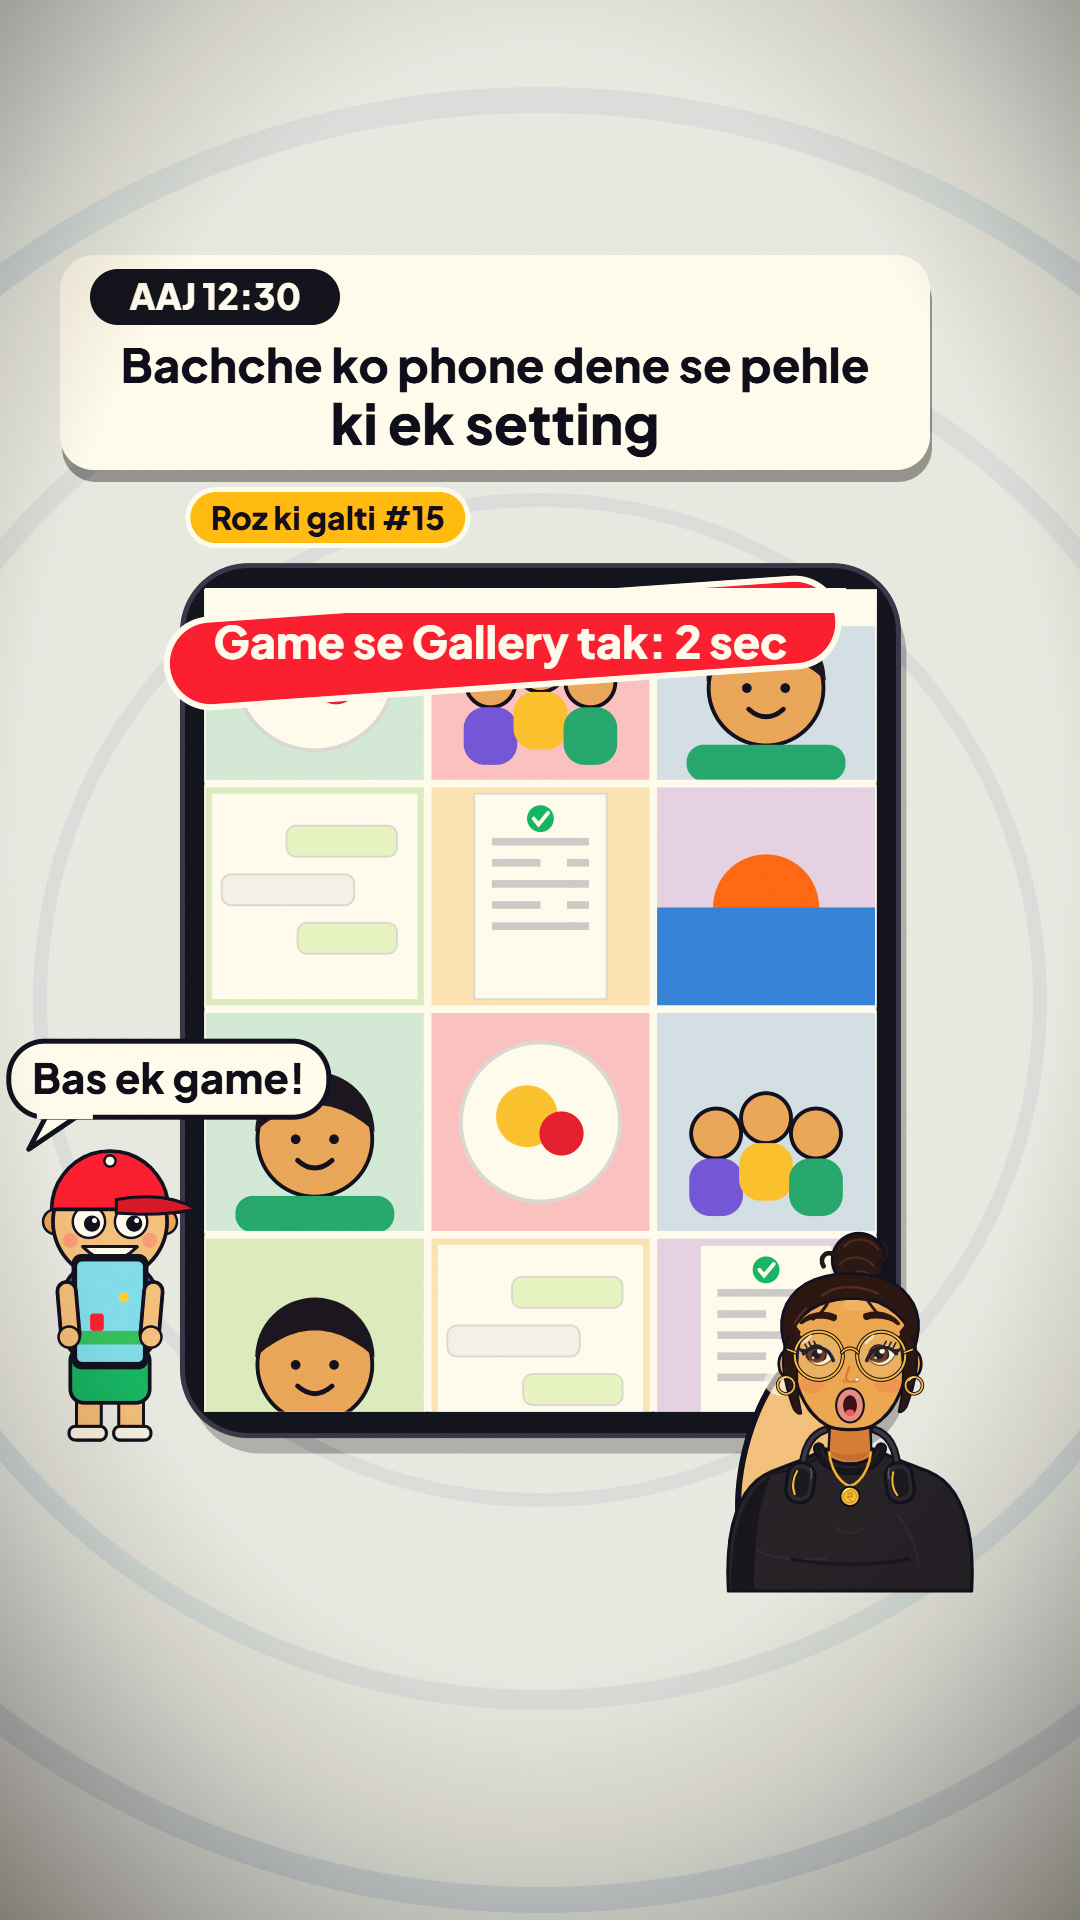 AAJ 12:30
Bachche ko phone dene se pehle
ki ek setting
Roz ki galti #15
Game se Gallery tak: 2 sec
Bas ek game!